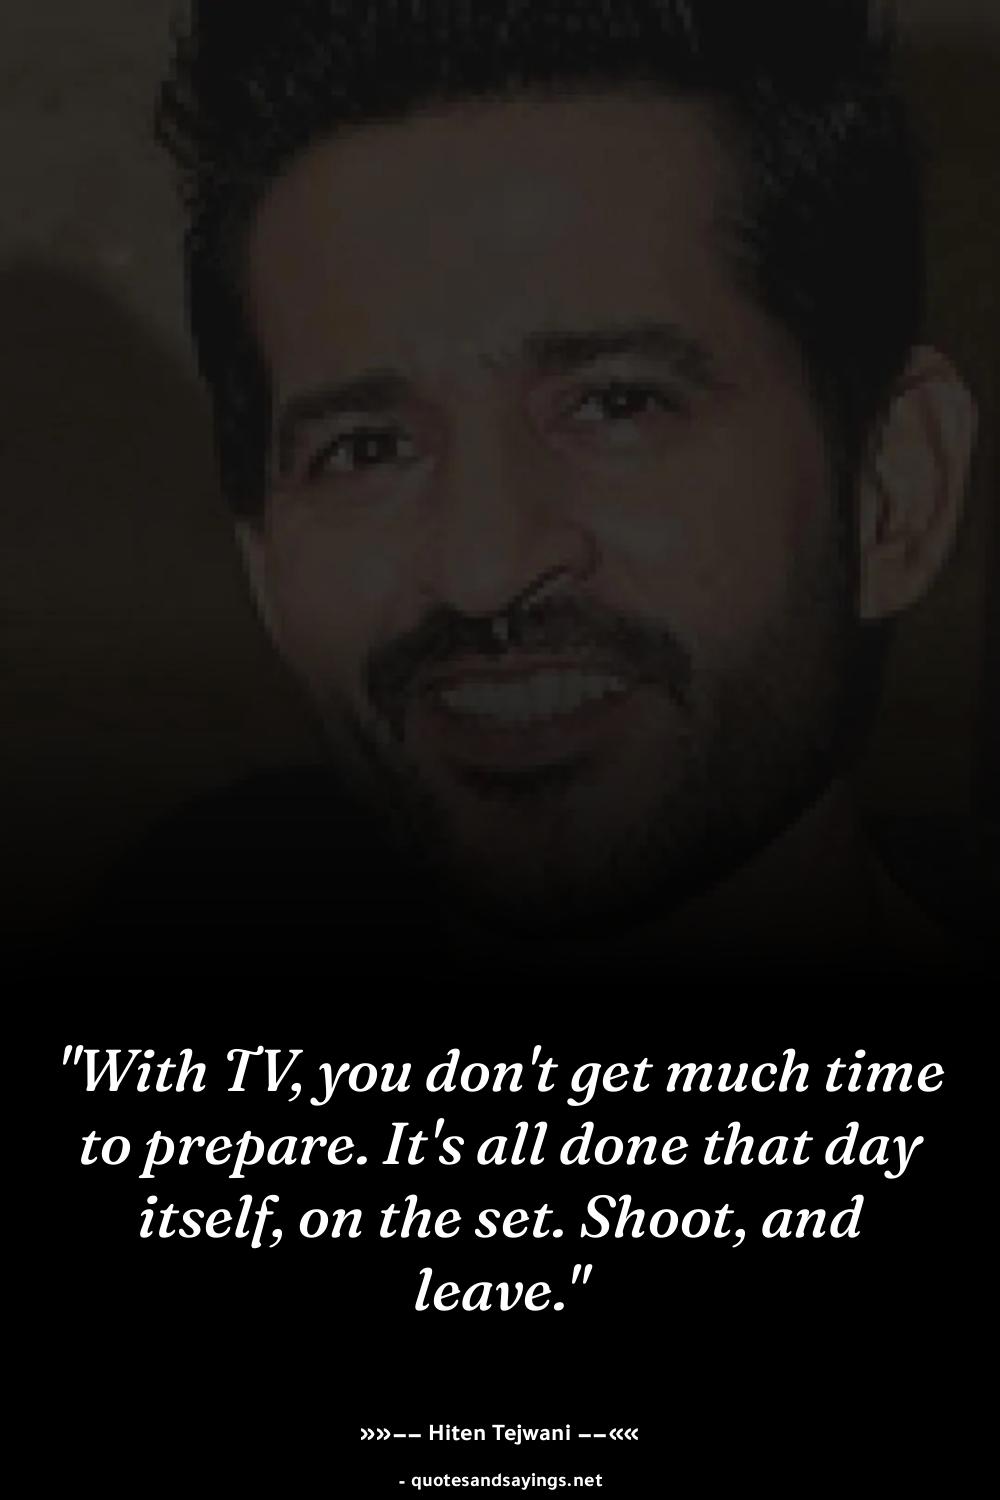 "With TV, you don't get much time
to prepare. It's all done that day
itself, on the set. Shoot, and
leave."
»»—— Hiten Tejwani ——««
- quotesandsayings.net